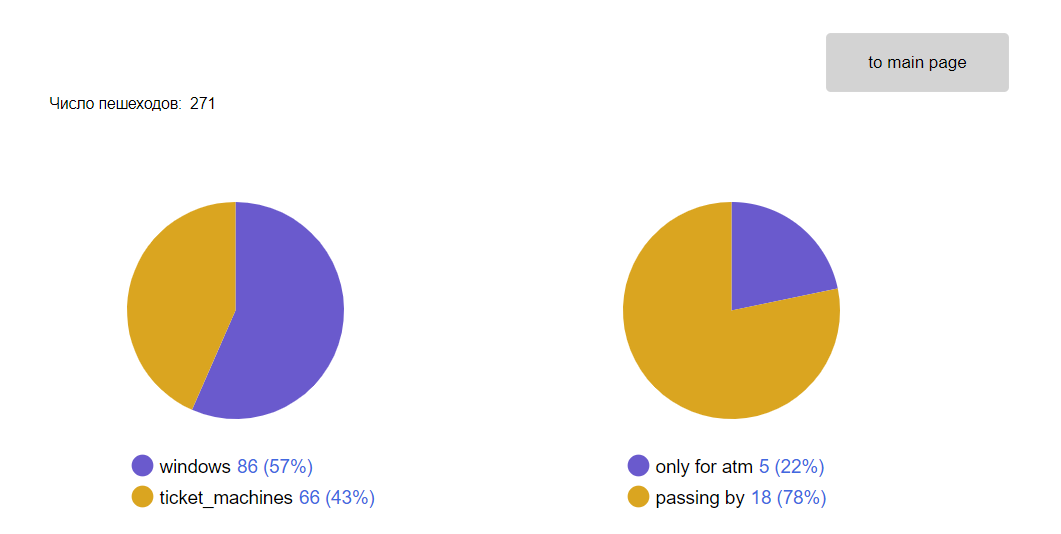 to main page
Число пешеходов: 271
windows 86 (57%)
ticket_machines 66 (43%)
only for atm 5 (22%)
passing by 18 (78%)